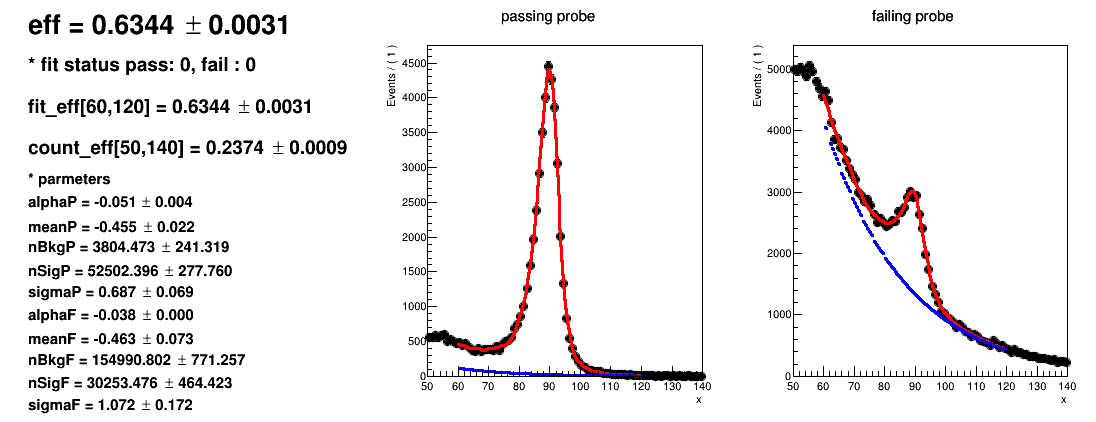 eff = 0.6344 ± 0.0031
* fit status pass: 0, fail : 0
fit_eff[60,120] = 0.6344 ± 0.0031
count_eff[50,140] = 0.2374 ± 0.0009
* parmeters
alphaP = -0.051 ± 0.004
meanP = -0.455 ± 0.022
nBkgP = 3804.473 ± 241.319
nSigP = 52502.396 ± 277.760
sigmaP = 0.687 ± 0.069
alphaF = -0.038 ± 0.000
meanF = -0.463 ± 0.073
nBkgF = 154990.802 ± 771.257
nSigF = 30253.476 ± 464.423
sigmaF = 1.072 ± 0.172
passing probe
Events / ( 1 )
4500
4000
3500
3000
2500
2000
1500
1000
500
0
50 60 70 80 90 100 110 120 130 140
x
failing probe
Events / ( 1 )
5000
4000
3000
2000
1000
0
50 60 70 80 90 100 110 120 130 140
x